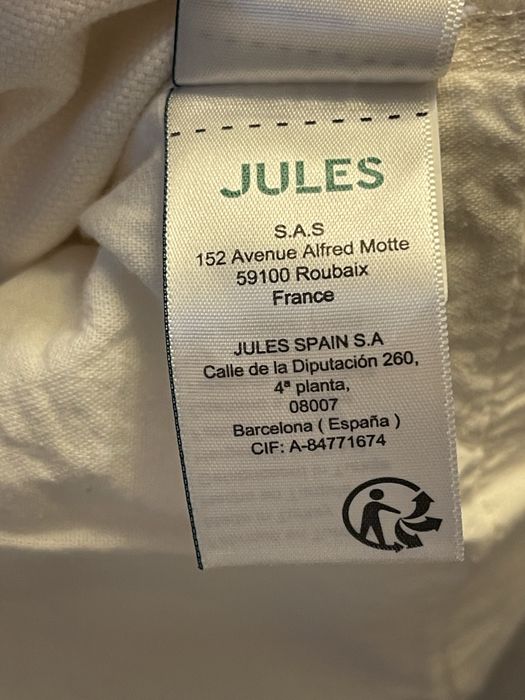 JULES
S.A.S
152 Avenue Alfred Motte
59100 Roubaix
France
JULES SPAIN S.A
Calle de la Diputación 260,
4ª planta,
08007
Barcelona ( España )
CIF: A-84771674